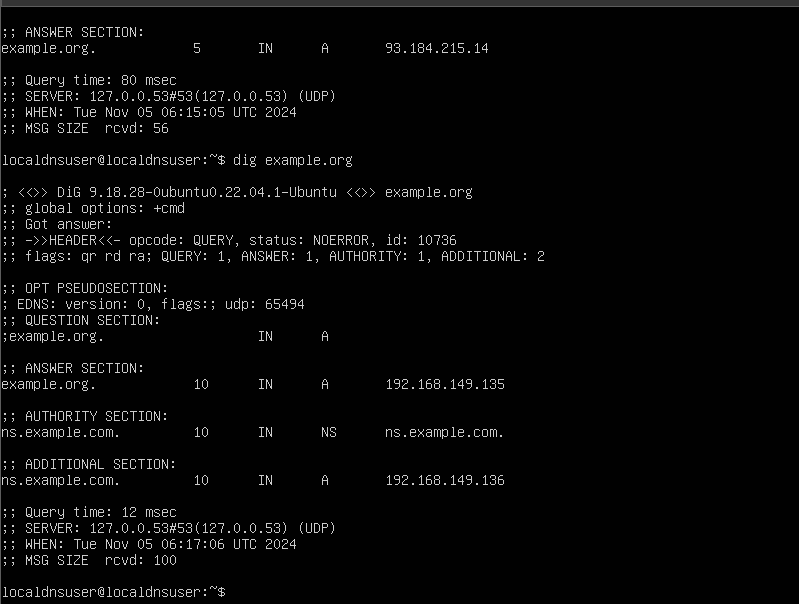 ;; ANSWER SECTION:
example.org. 5 IN A 93.184.215.14
;; Query time: 80 msec
;; SERVER: 127.0.0.53#53(127.0.0.53) (UDP)
;; WHEN: Tue Nov 05 06:15:05 UTC 2024
;; MSG SIZE rcvd: 56
localdnsuser@localdnsuser:~$ dig example.org
; <<>> DiG 9.18.28-0ubuntu0.22.04.1-Ubuntu <<>> example.org
;; global options: +cmd
;; Got answer:
;; ->>HEADER<<- opcode: QUERY, status: NOERROR, id: 10736
;; flags: qr rd ra; QUERY: 1, ANSWER: 1, AUTHORITY: 1, ADDITIONAL: 2
;; OPT PSEUDOSECTION:
; EDNS: version: 0, flags:; udp: 65494
;; QUESTION SECTION:
;example.org. IN A
;; ANSWER SECTION:
example.org. 10 IN A 192.168.149.135
;; AUTHORITY SECTION:
ns.example.com. 10 IN NS ns.example.com.
;; ADDITIONAL SECTION:
ns.example.com. 10 IN A 192.168.149.136
;; Query time: 12 msec
;; SERVER: 127.0.0.53#53(127.0.0.53) (UDP)
;; WHEN: Tue Nov 05 06:17:06 UTC 2024
;; MSG SIZE rcvd: 100
localdnsuser@localdnsuser:~$